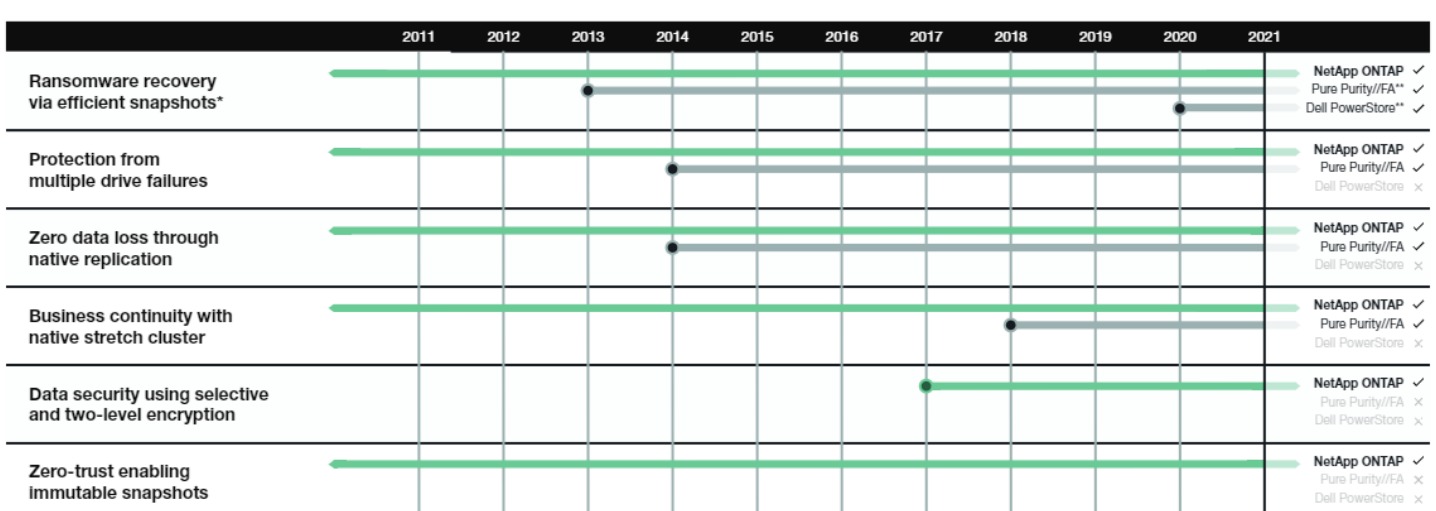 2011 2012 2013 2014 2015 2016 2017 2018 2019 2020 2021
Ransomware recovery
via efficient snapshots*
NetApp ONTAP ✓
Pure Purity//FA** ✓
Dell PowerStore** ✓
Protection from
multiple drive failures
NetApp ONTAP ✓
Pure Purity//FA ✓
Dell PowerStore ×
Zero data loss through
native replication
NetApp ONTAP ✓
Pure Purity//FA ✓
Dell PowerStore ×
Business continuity with
native stretch cluster
NetApp ONTAP ✓
Pure Purity//FA ✓
Dell PowerStore ×
Data security using selective
and two-level encryption
NetApp ONTAP ✓
Pure Purity//FA ×
Dell PowerStore ×
Zero-trust enabling
immutable snapshots
NetApp ONTAP ✓
Pure Purity//FA ×
Dell PowerStore ×